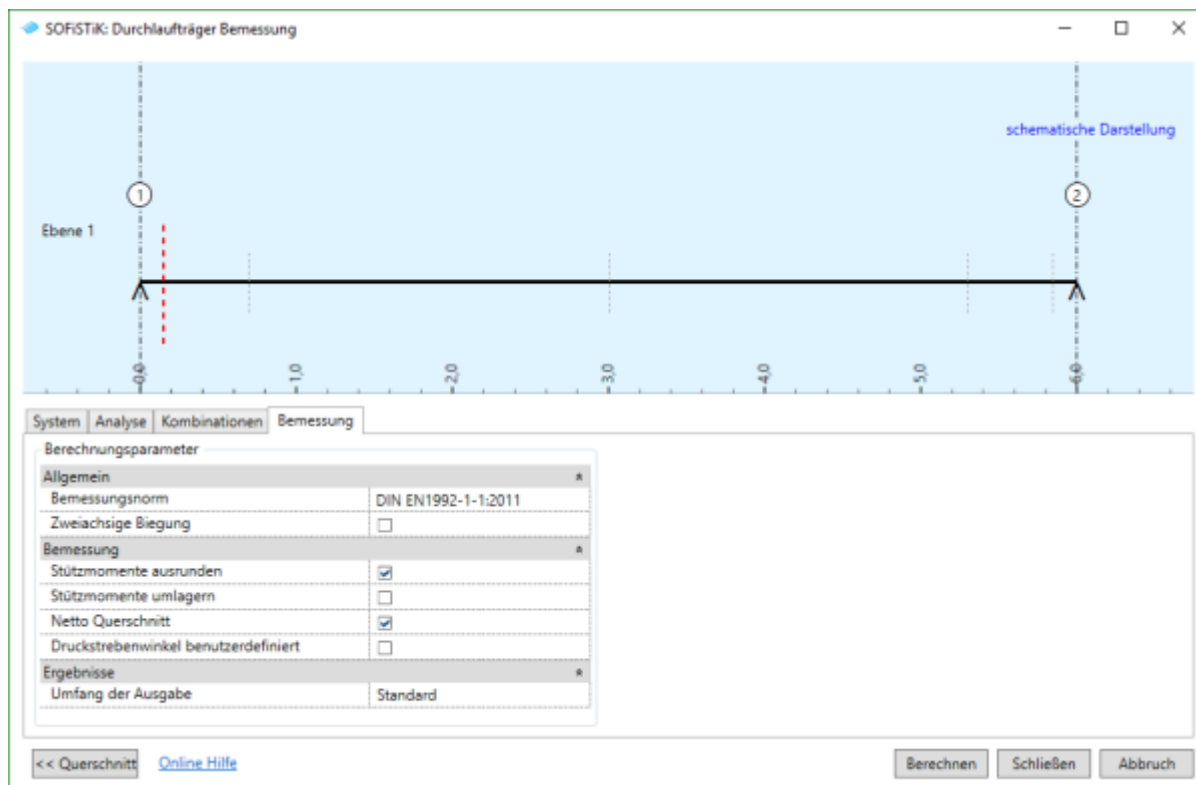 SOFiSTiK: Durchlaufträger Bemessung
schematische Darstellung
1
2
Ebene 1
0,0
1,0
2,0
3,0
4,0
5,0
6,0
System Analyse Kombinationen Bemessung
Berechnungsparameter
Allgemein
Bemessungsnorm DIN EN1992-1-1:2011
Zweiachsige Biegung
Bemessung
Stützmomente ausrunden
Stützmomente umlagern
Netto Querschnitt
Druckstrebenwinkel benutzerdefiniert
Ergebnisse
Umfang der Ausgabe Standard
<< Querschnitt Online Hilfe Berechnen Schließen Abbruch